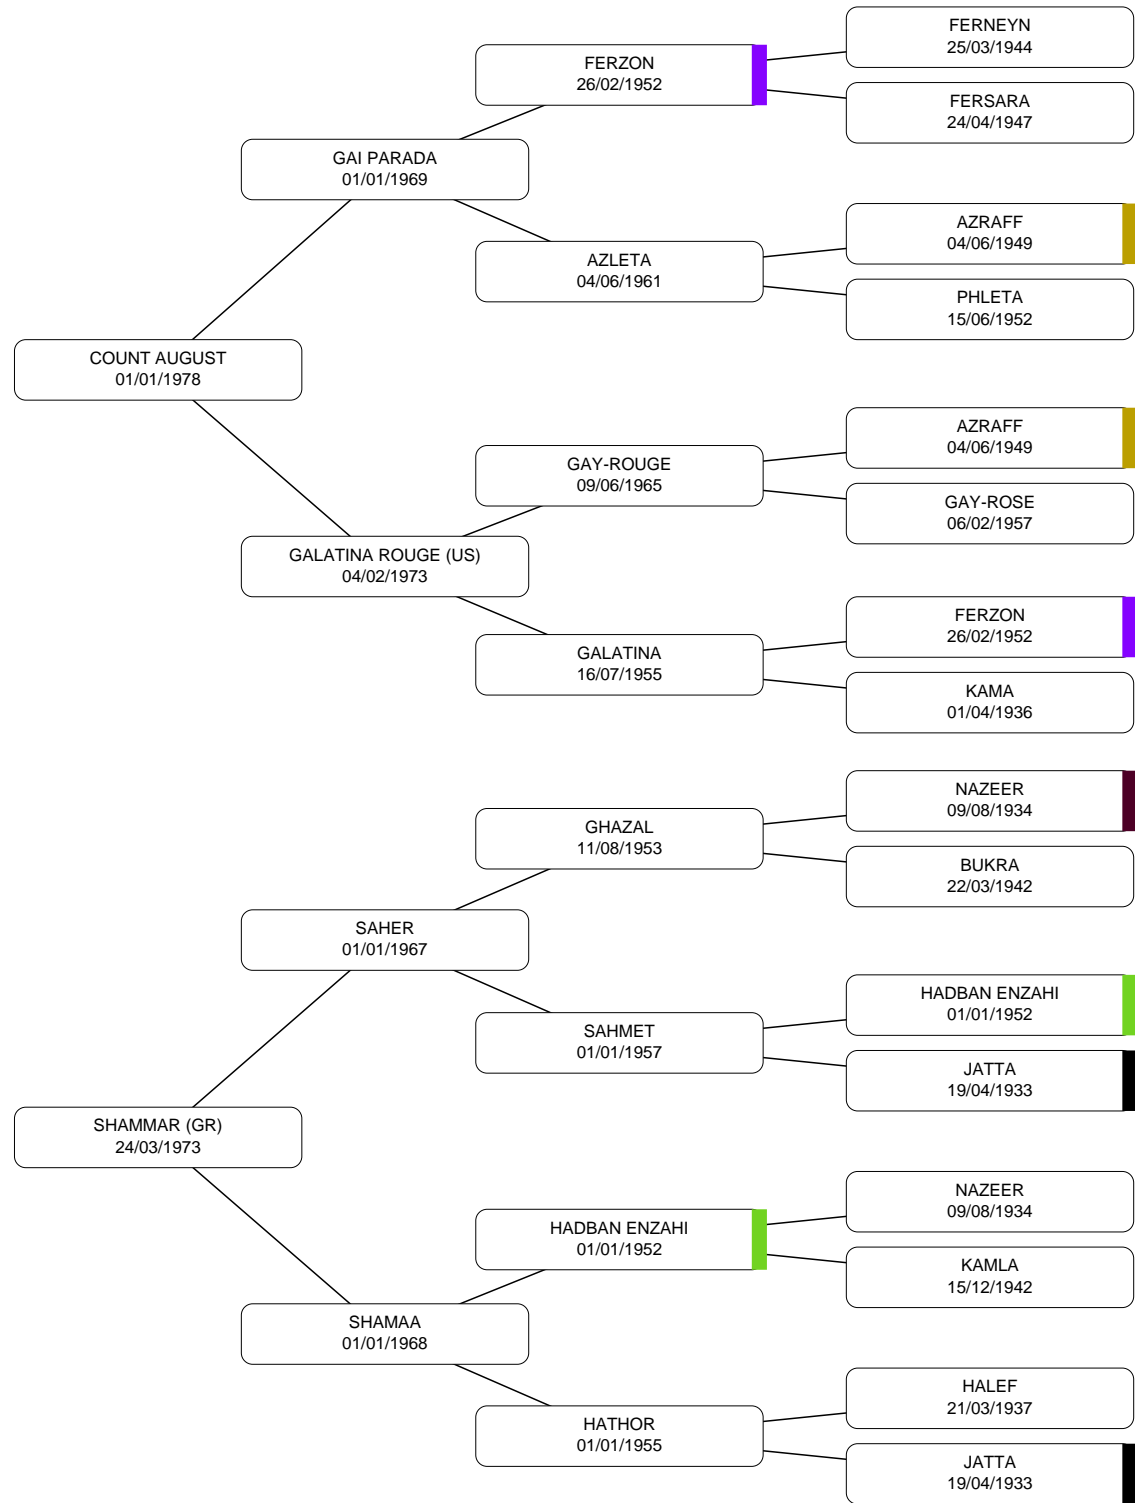 FERNEYN
25/03/1944
FERZON
26/02/1952
FERSARA
24/04/1947
GAI PARADA
01/01/1969
AZRAFF
04/06/1949
AZLETA
04/06/1961
PHLETA
15/06/1952
COUNT AUGUST
01/01/1978
AZRAFF
04/06/1949
GAY-ROUGE
09/06/1965
GAY-ROSE
06/02/1957
GALATINA ROUGE (US)
04/02/1973
FERZON
26/02/1952
GALATINA
16/07/1955
KAMA
01/04/1936
NAZEER
09/08/1934
GHAZAL
11/08/1953
BUKRA
22/03/1942
SAHER
01/01/1967
HADBAN ENZAHI
01/01/1952
SAHMET
01/01/1957
JATTA
19/04/1933
SHAMMAR (GR)
24/03/1973
NAZEER
09/08/1934
HADBAN ENZAHI
01/01/1952
KAMLA
15/12/1942
SHAMAA
01/01/1968
HALEF
21/03/1937
HATHOR
01/01/1955
JATTA
19/04/1933